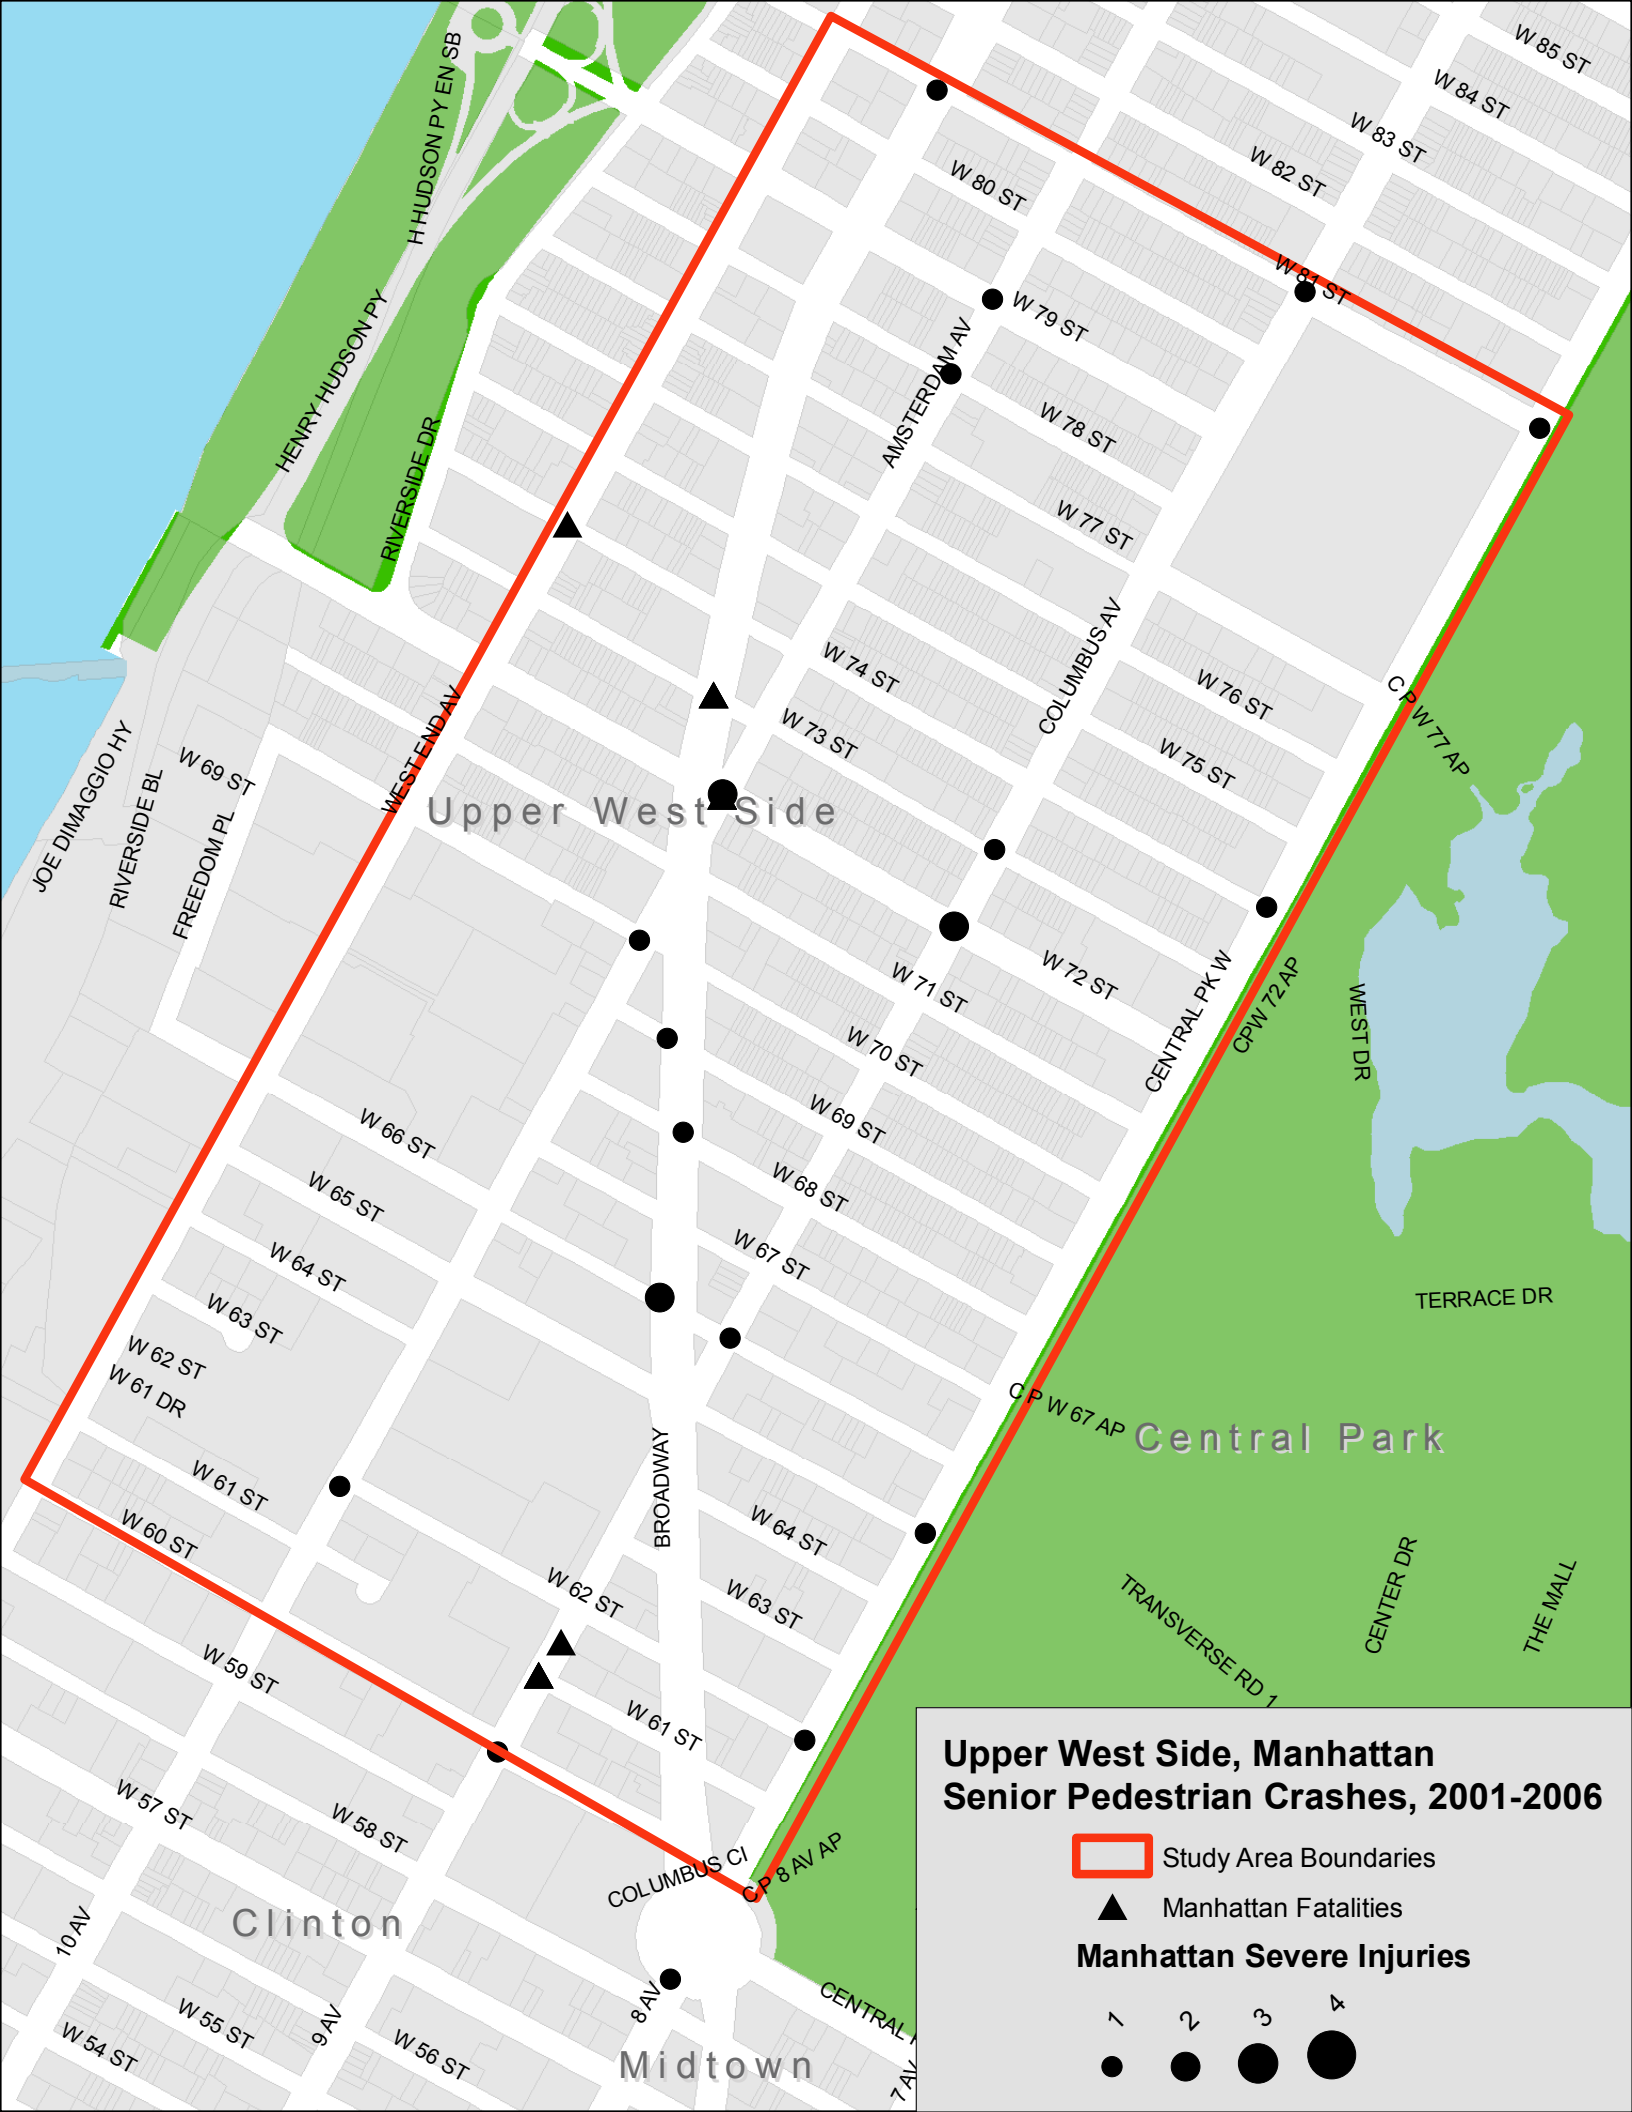 W 85 ST
W 84 ST
W 83 ST
W 82 ST
H HUDSON PY EN SB
W 80 ST
W 81 ST
W 79 ST
HENRY HUDSON PY
AMSTERDAM AV
W 78 ST
RIVERSIDE DR
W 77 ST
COLUMBUS AV
W 74 ST
W 76 ST
C P W 77 AP
W 73 ST
W 75 ST
WEST END AV
W 69 ST
JOE DIMAGGIO HY
RIVERSIDE BL
FREEDOM PL
Upper West Side
W 72 ST
W 71 ST
CENTRAL PK W
CPW 72 AP
WEST DR
W 70 ST
W 69 ST
W 66 ST
W 68 ST
W 65 ST
W 67 ST
W 64 ST
TERRACE DR
W 63 ST
W 62 ST
W 61 DR
C P W 67 AP
Central Park
BROADWAY
W 61 ST
W 60 ST
W 64 ST
W 62 ST
W 63 ST
TRANSVERSE RD 1
CENTER DR
THE MALL
W 59 ST
W 61 ST
W 57 ST
W 58 ST
COLUMBUS CI
C P 8 AV AP
10 AV
Clinton
9 AV
8 AV
W 55 ST
W 54 ST
W 56 ST
Midtown
CENTRAL
7 AV
Upper West Side, Manhattan
Senior Pedestrian Crashes, 2001-2006
Study Area Boundaries
Manhattan Fatalities
Manhattan Severe Injuries
1 2 3 4